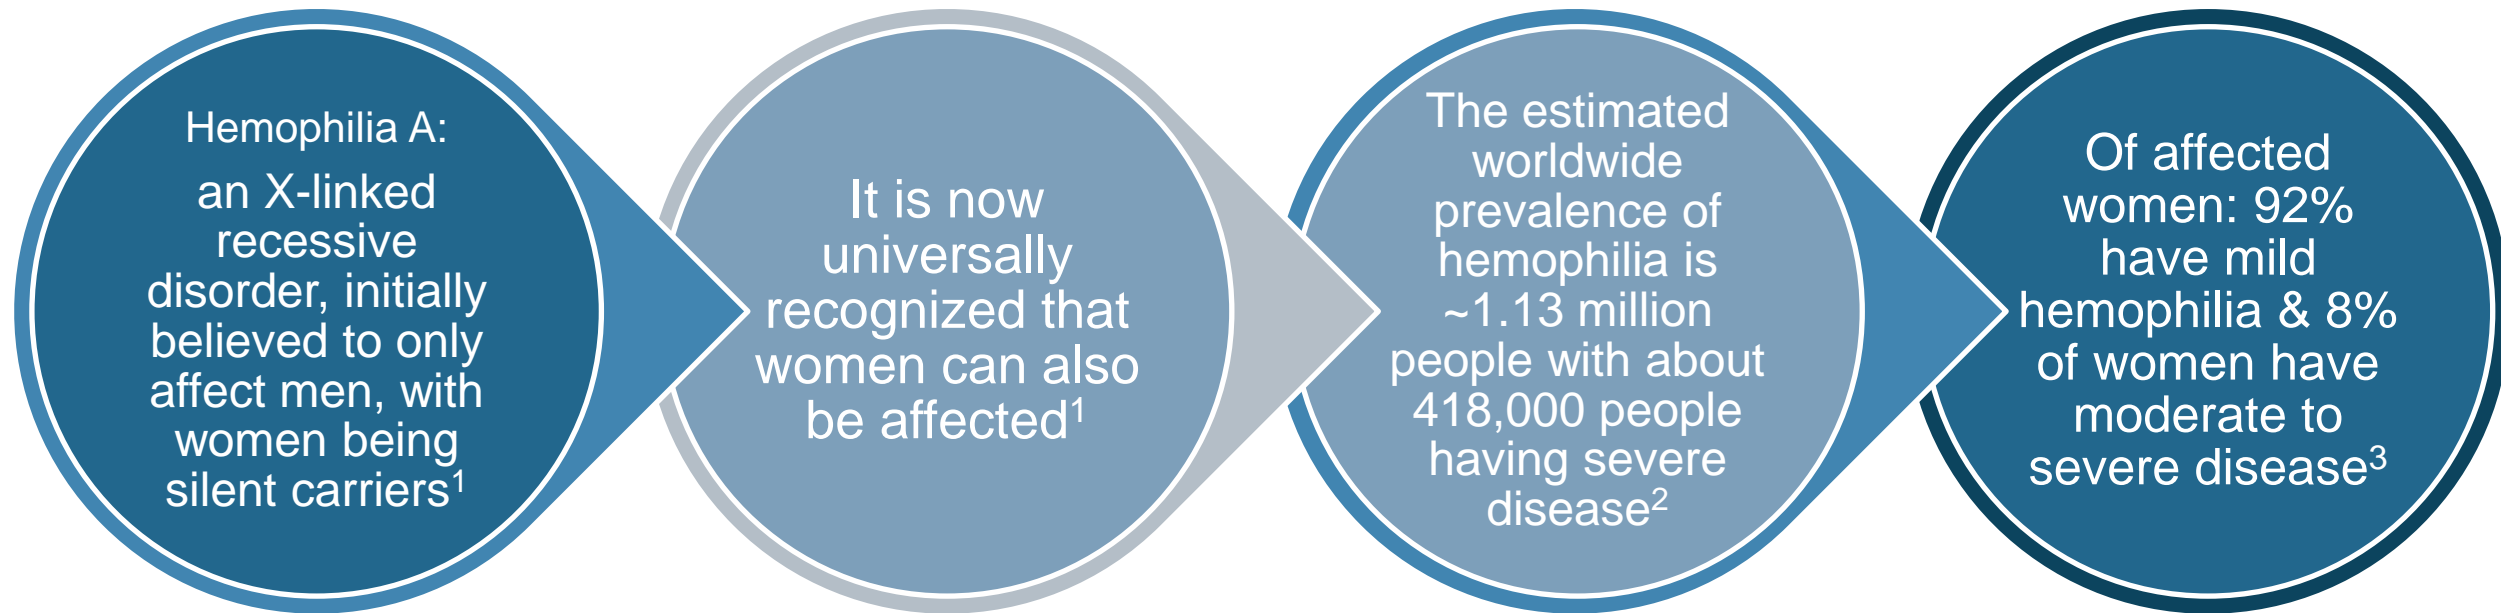 Hemophilia A:
an X-linked
recessive
disorder, initially
believed to only
affect men, with
women being
silent carriers¹
It is now
universally
recognized that
women can also
be affected¹
The estimated
worldwide
prevalence of
hemophilia is
~1.13 million
people with about
418,000 people
having severe
disease²
Of affected
women: 92%
have mild
hemophilia & 8%
of women have
moderate to
severe disease³